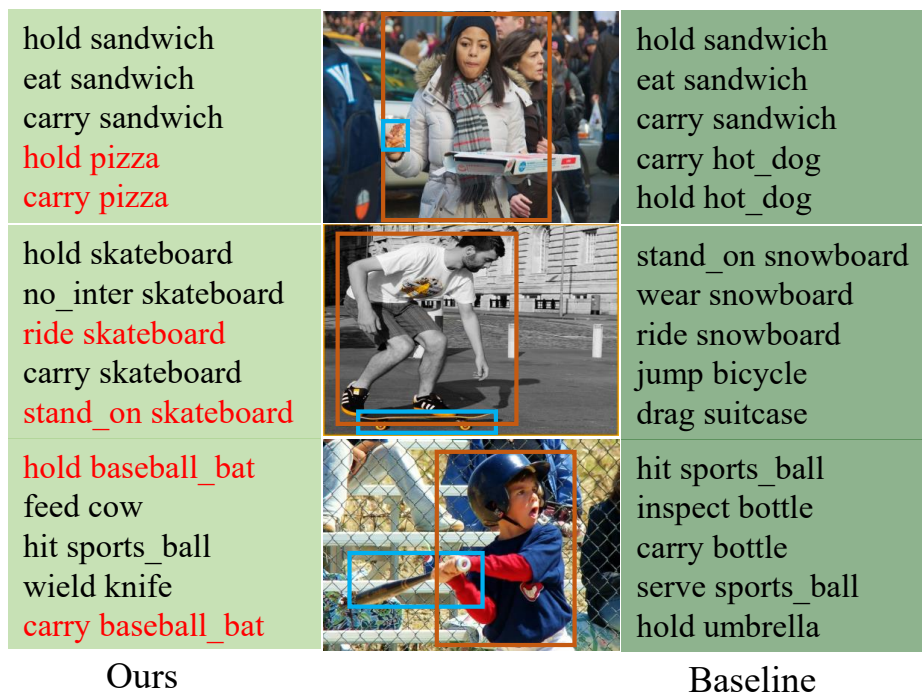 hold sandwich
eat sandwich
carry sandwich
hold pizza
carry pizza
hold sandwich
eat sandwich
carry sandwich
carry hot_dog
hold hot_dog
hold skateboard
no_inter skateboard
ride skateboard
carry skateboard
stand_on skateboard
stand_on snowboard
wear snowboard
ride snowboard
jump bicycle
drag suitcase
hold baseball_bat
feed cow
hit sports_ball
wield knife
carry baseball_bat
hit sports_ball
inspect bottle
carry bottle
serve sports_ball
hold umbrella
Ours
Baseline